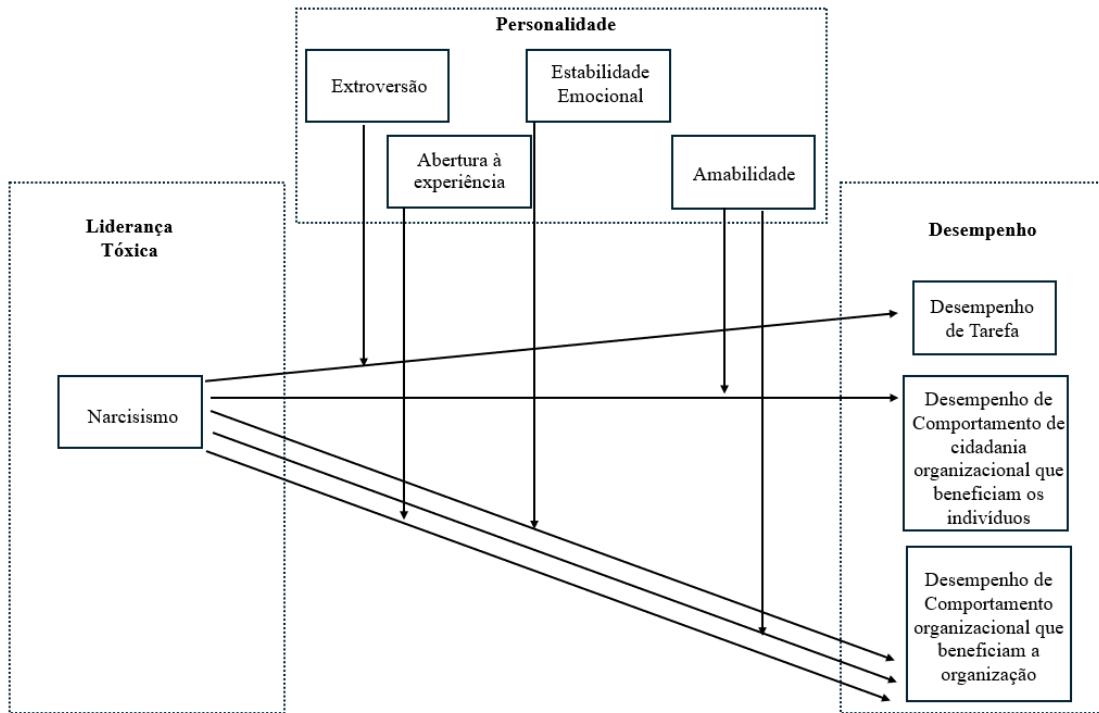 Personalidade
Extroversão
Estabilidade
Emocional
Abertura à
experiência
Amabilidade
Liderança
Tóxica
Narcisismo
Desempenho
Desempenho
de Tarefa
Desempenho de
Comportamento de
cidadania
organizacional que
beneficiam os
indivíduos
Desempenho de
Comportamento
organizacional que
beneficiam a
organização